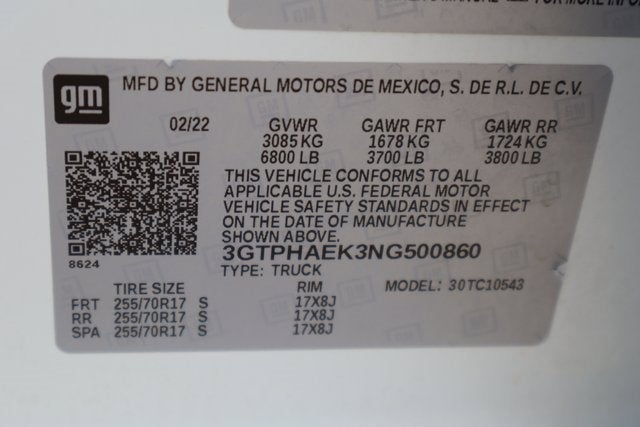 gm
MFD BY GENERAL MOTORS DE MEXICO, S. DE R.L. DE C.V.
02/22 GVWR GAWR FRT GAWR RR
3085 KG 1678 KG 1724 KG
6800 LB 3700 LB 3800 LB
THIS VEHICLE CONFORMS TO ALL
APPLICABLE U.S. FEDERAL MOTOR
VEHICLE SAFETY STANDARDS IN EFFECT
ON THE DATE OF MANUFACTURE
SHOWN ABOVE.
3GTPHAEK3NG500860
8624
TYPE: TRUCK
TIRE SIZE RIM MODEL: 30TC10543
FRT 255/70R17 S 17X8J
RR 255/70R17 S 17X8J
SPA 255/70R17 S 17X8J